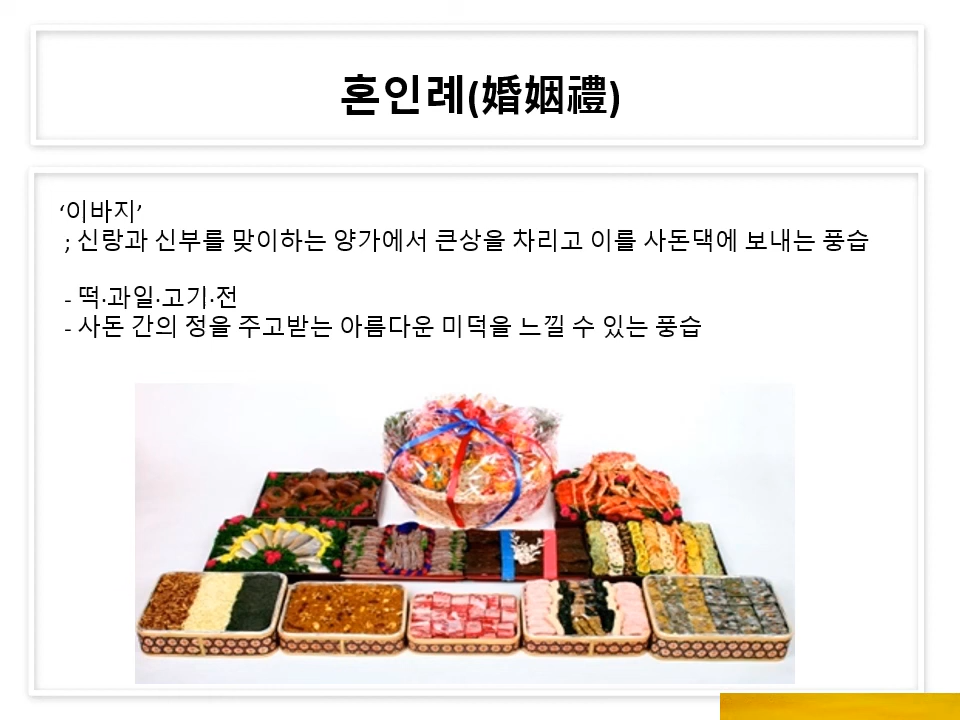 혼인례(婚姻禮)
‘이바지’
; 신랑과 신부를 맞이하는 양가에서 큰상을 차리고 이를 사돈댁에 보내는 풍습
- 떡·과일·고기·전
- 사돈 간의 정을 주고받는 아름다운 미덕을 느낄 수 있는 풍습